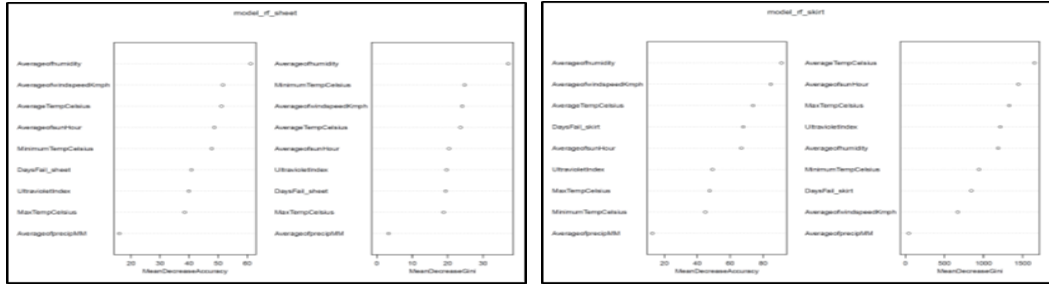 model_rf_sheet
Averageofhumidity
AverageofwindspeedKmph
AverageTempCelsius
AverageofsunHour
MinimumTempCelsius
DaysFail_sheet
UltravioletIndex
MaxTempCelsius
AverageofprecipMM
20 30 40 50 60
MeanDecreaseAccuracy
Averageofhumidity
MinimumTempCelsius
AverageofwindspeedKmph
AverageTempCelsius
AverageofsunHour
UltravioletIndex
DaysFail_sheet
MaxTempCelsius
AverageofprecipMM
0 10 20 30
MeanDecreaseGini
model_rf_skirt
Averageofhumidity
AverageofwindspeedKmph
AverageTempCelsius
DaysFail_skirt
AverageofsunHour
UltravioletIndex
MaxTempCelsius
MinimumTempCelsius
AverageofprecipMM
20 40 60 80
MeanDecreaseAccuracy
AverageTempCelsius
AverageofsunHour
MaxTempCelsius
UltravioletIndex
Averageofhumidity
MinimumTempCelsius
DaysFail_skirt
AverageofwindspeedKmph
AverageofprecipMM
0 500 1000 1500
MeanDecreaseGini